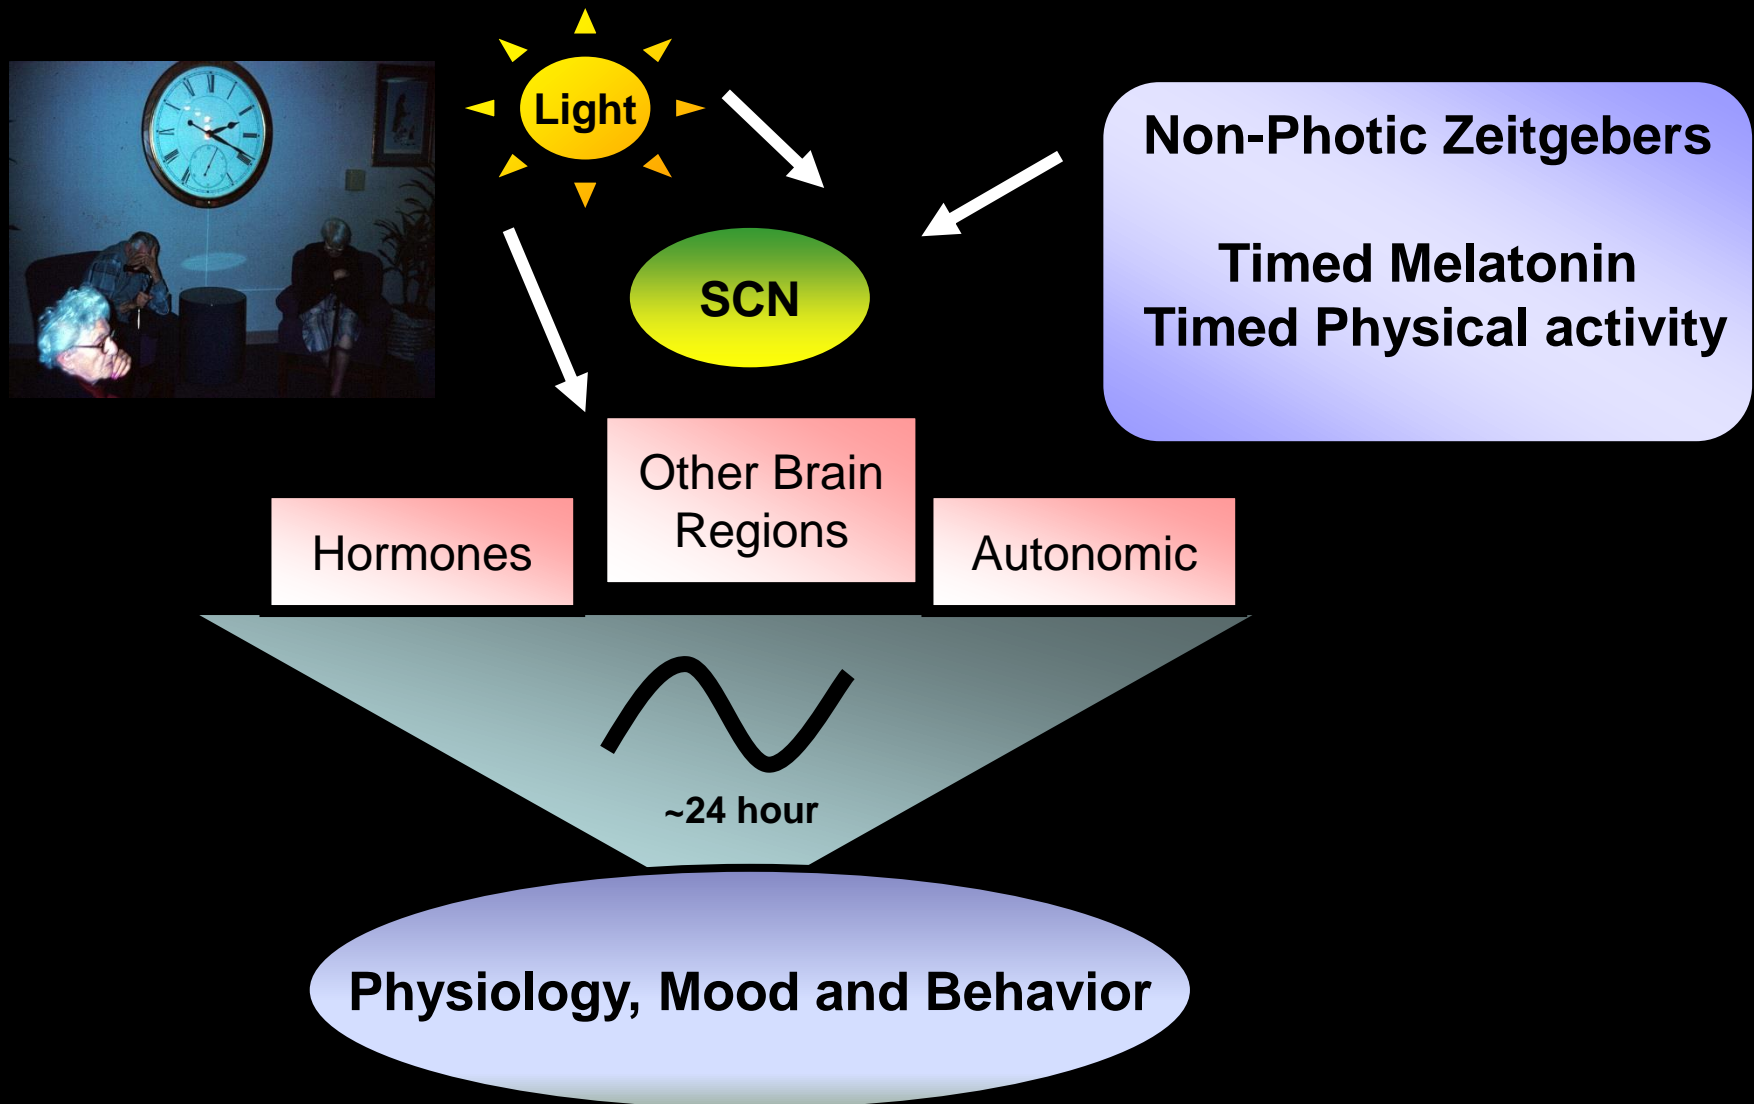 Light
Non-Photic Zeitgebers
Timed Melatonin
Timed Physical activity
SCN
Other Brain
Regions
Hormones
Autonomic
~24 hour
Physiology, Mood and Behavior